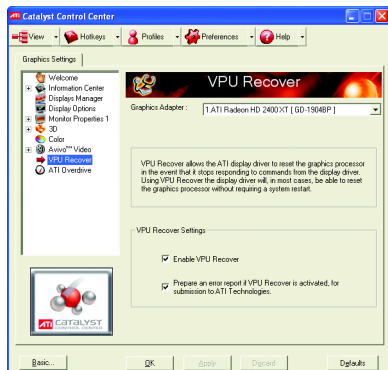 ATI Catalyst Control Center
View Hotkeys Profiles Preferences Help
Graphics Settings
Welcome
Information Center
Displays Manager
Display Options
Monitor Properties 1
3D
Color
Avivo™ Video
VPU Recover
ATI Overdrive
VPU Recover
Graphics Adapter :
1.ATI Radeon HD 2400 XT [ GD-1904BP ]
VPU Recover allows the ATI display driver to reset the graphics processor
in the event that it stops responding to commands from the display driver.
Using VPU Recover the display driver will, in most cases, be able to reset
the graphics processor without requiring a system restart.
VPU Recover Settings
Enable VPU Recover
Prepare an error report if VPU Recover is activated, for
submission to ATI Technologies.
ATI CATALYST
CONTROL CENTER
Basic... OK Apply Discard Defaults